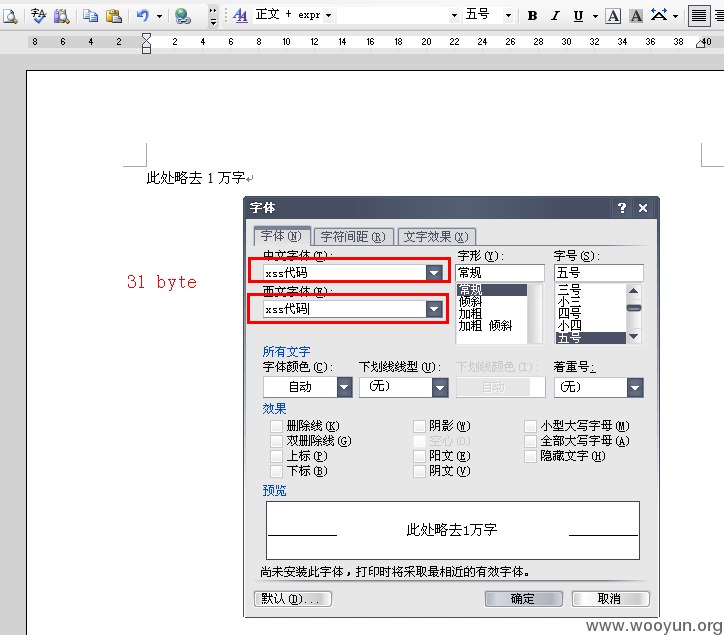 正文 + expr 五号 B I U A A
8 6 4 2 2 4 6 8 10 12 14 16 18 20 22 24 26 28 30 32 34 36 38 40
此处略去 1 万字
字体
字体(N) 字符间距(R) 文字效果(X)
中文字体(T): 字形(Y): 字号(S):
xss代码 常规 五号
31 byte
西文字体(F):
xss代码
常规 三号
倾斜 小三
加粗 四号
加粗 倾斜 小四
五号
所有文字
字体颜色(C): 下划线线型(U): 下划线颜色(I): 着重号:
自动 (无) 自动 (无)
效果
删除线(K) 阴影(W) 小型大写字母(M)
双删除线(G) 空心(O) 全部大写字母(A)
上标(P) 阳文(E) 隐藏文字(H)
下标(B) 阴文(V)
预览
此处略去1万字
尚未安装此字体，打印时将采取最相近的有效字体。
默认(D)... 确定 取消
www.wooyun.org